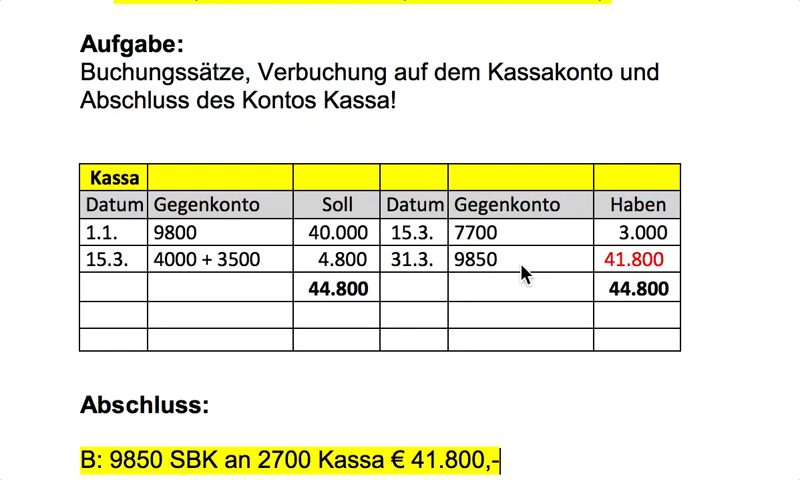 Aufgabe:
Buchungssätze, Verbuchung auf dem Kassakonto und
Abschluss des Kontos Kassa!
Kassa
Datum Gegenkonto Soll Datum Gegenkonto Haben
1.1. 9800 40.000 15.3. 7700 3.000
15.3. 4000 + 3500 4.800 31.3. 9850 41.800
44.800 44.800
Abschluss:
B: 9850 SBK an 2700 Kassa € 41.800,-